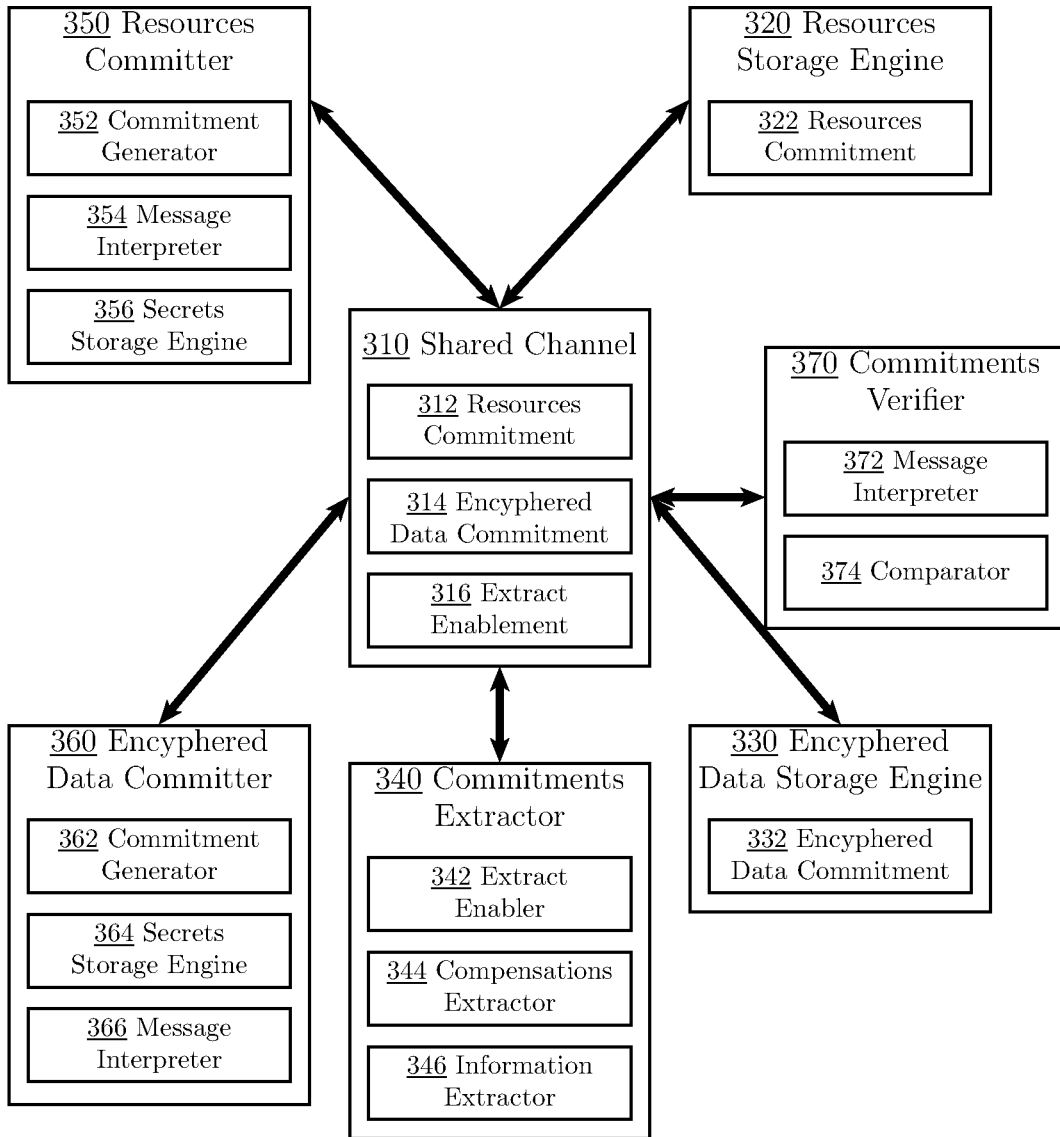 350 Resources
Committer
352 Commitment
Generator
354 Message
Interpreter
356 Secrets
Storage Engine
320 Resources
Storage Engine
322 Resources
Commitment
310 Shared Channel
312 Resources
Commitment
314 Encyphered
Data Commitment
316 Extract
Enablement
370 Commitments
Verifier
372 Message
Interpreter
374 Comparator
360 Encyphered
Data Committer
362 Commitment
Generator
364 Secrets
Storage Engine
366 Message
Interpreter
340 Commitments
Extractor
342 Extract
Enabler
344 Compensations
Extractor
346 Information
Extractor
330 Encyphered
Data Storage Engine
332 Encyphered
Data Commitment